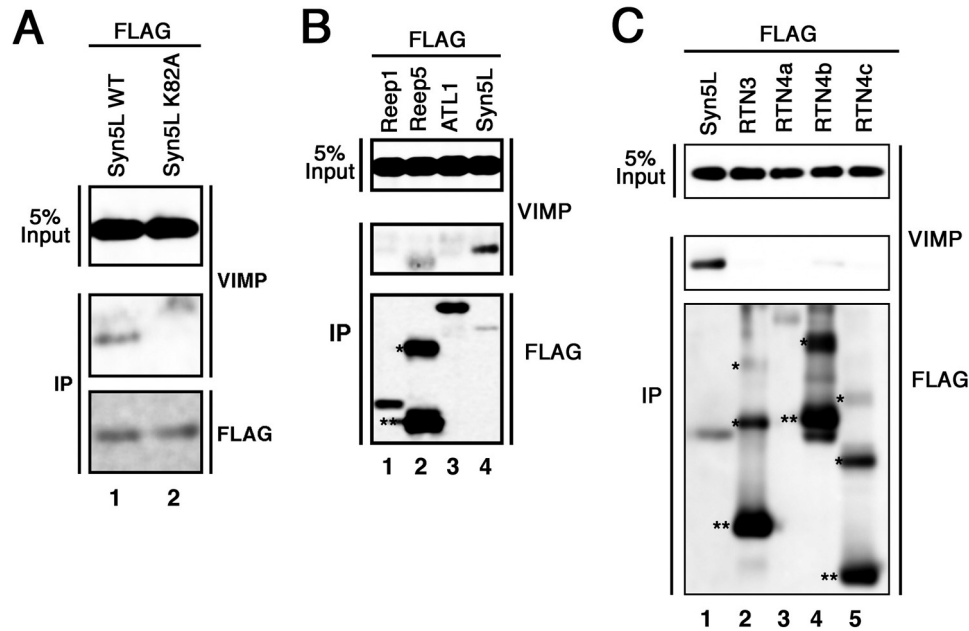 A
FLAG
Syn5L WT
Syn5L K82A
5%
Input
VIMP
IP
FLAG
1 2
B
FLAG
Reep1
Reep5
ATL1
Syn5L
5%
Input
VIMP
IP
*
**
FLAG
1 2 3 4
C
FLAG
Syn5L
RTN3
RTN4a
RTN4b
RTN4c
5%
Input
VIMP
IP
*
*
*
*
**
*
**
**
FLAG
1 2 3 4 5